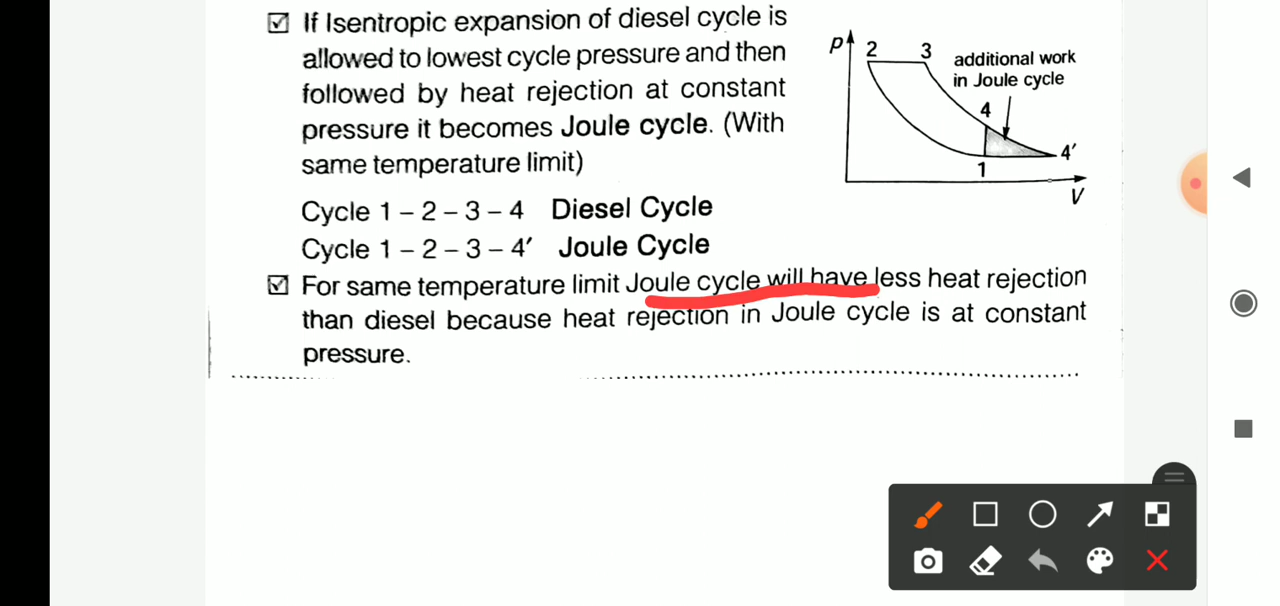 ☑ If Isentropic expansion of diesel cycle is
allowed to lowest cycle pressure and then
followed by heat rejection at constant
pressure it becomes Joule cycle. (With
same temperature limit)
Cycle 1 – 2 – 3 – 4 Diesel Cycle
Cycle 1 – 2 – 3 – 4′ Joule Cycle
P
2
3
additional work
in Joule cycle
4
4′
1
V
☑ For same temperature limit Joule cycle will have less heat rejection
than diesel because heat rejection in Joule cycle is at constant
pressure.